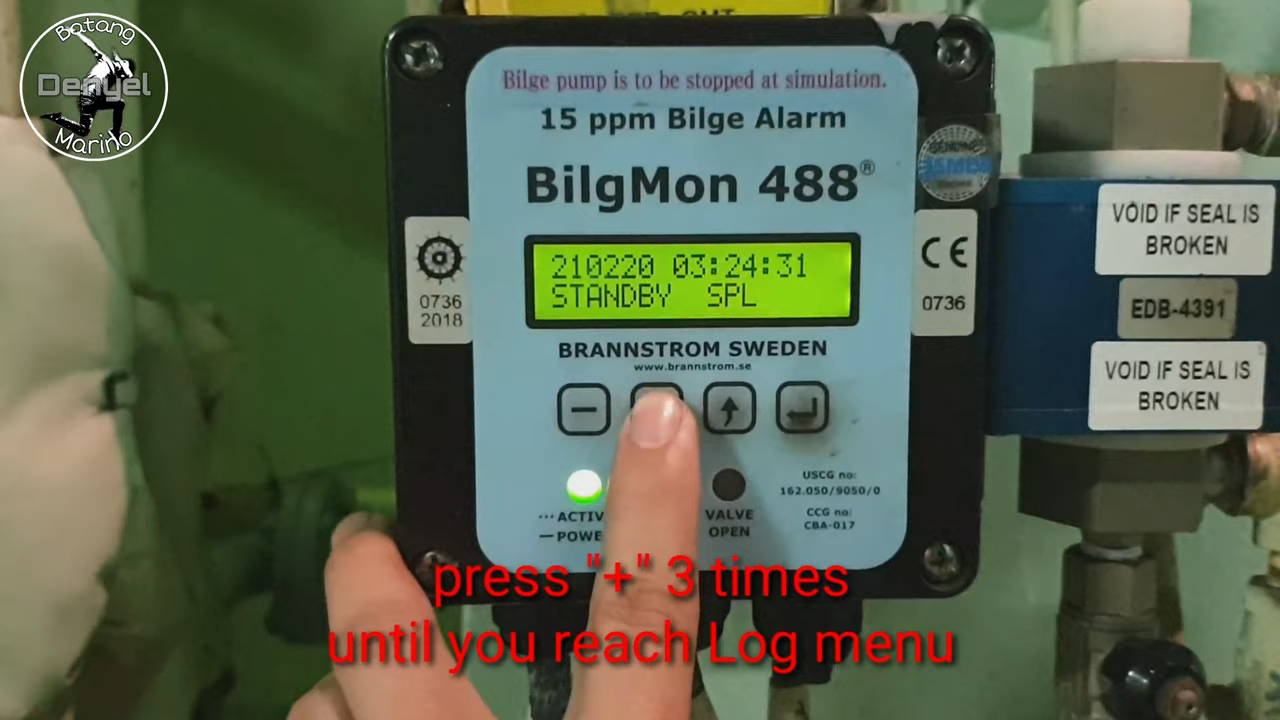 Batang
Denyel
Marino
Bilge pump is to be stopped at simulation.
15 ppm Bilge Alarm
BilgMon 488®
210220 03:24:31
STANDBY SPL
0736
2018
CE
0736
BRANNSTROM SWEDEN
www.brannstrom.se
USCG no:
162.050/9050/0
CCG no:
CBA-017
VALVE
OPEN
VOID IF SEAL IS
BROKEN
EDB-4391
VOID IF SEAL IS
BROKEN
press "+" 3 times
until you reach Log menu